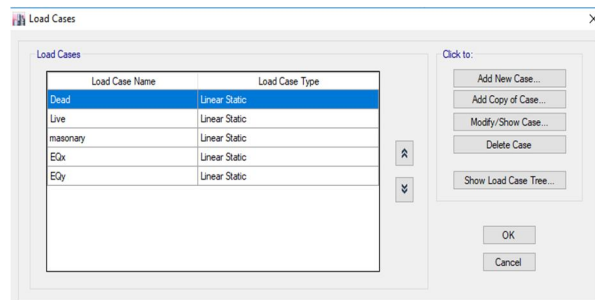 Load Cases
Load Cases
Click to:
Load Case Name Load Case Type
Dead Linear Static
Live Linear Static
masonary Linear Static
EQx Linear Static
EQy Linear Static
Add New Case...
Add Copy of Case...
Modify/Show Case...
Delete Case
Show Load Case Tree...
OK
Cancel